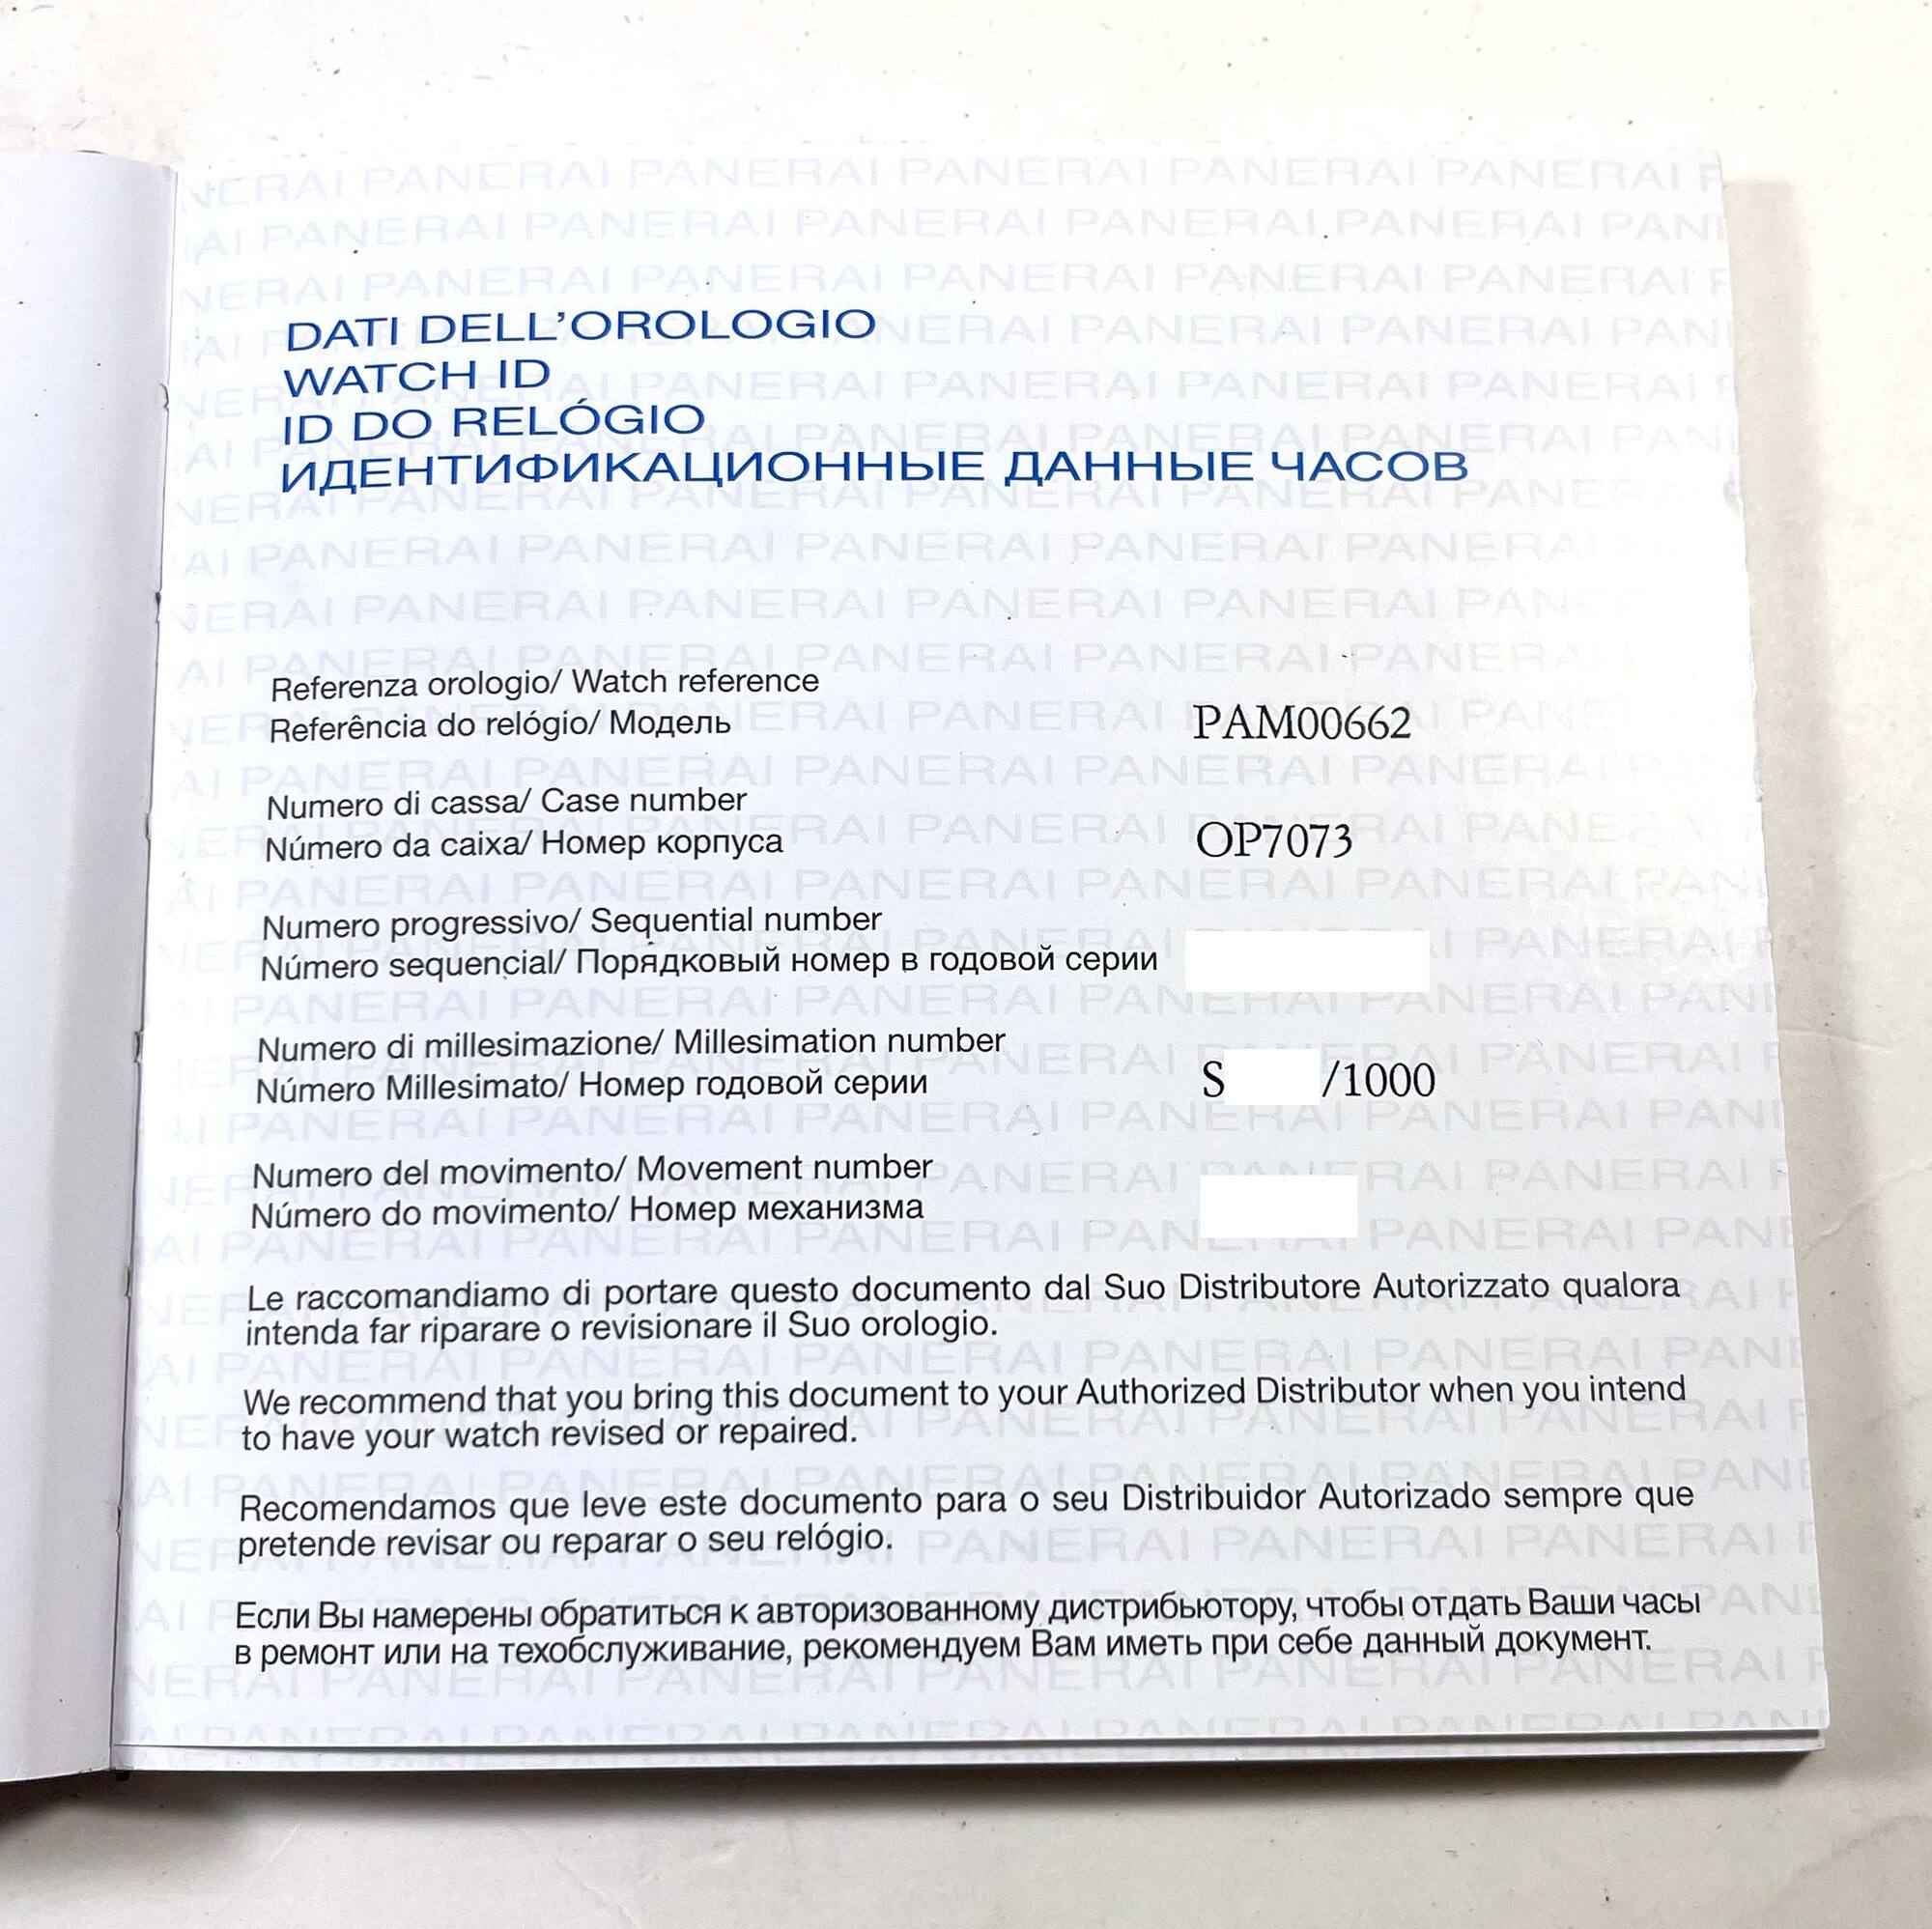 DATI DELL'OROLOGIO
WATCH ID
ID DO RELÓGIO
ИДЕНТИФИКАЦИОННЫЕ ДАННЫЕ ЧАСОВ
Referenza orologio/ Watch reference
Referência do relógio/ Модель PAM00662
Numero di cassa/ Case number
Número da caixa/ Номер корпуса OP7073
Numero progressivo/ Sequential number
Número sequencial/ Порядковый номер в годовой серии
Numero di millesimazione/ Millesimation number
Número Millesimato/ Номер годовой серии S /1000
Numero del movimento/ Movement number
Número do movimento/ Номер механизма
Le raccomandiamo di portare questo documento dal Suo Distributore Autorizzato qualora
intenda far riparare o revisionare il Suo orologio.
We recommend that you bring this document to your Authorized Distributor when you intend
to have your watch revised or repaired.
Recomendamos que leve este documento para o seu Distribuidor Autorizado sempre que
pretende revisar ou reparar o seu relógio.
Если Вы намерены обратиться к авторизованному дистрибьютору, чтобы отдать Ваши часы
в ремонт или на техобслуживание, рекомендуем Вам иметь при себе данный документ.